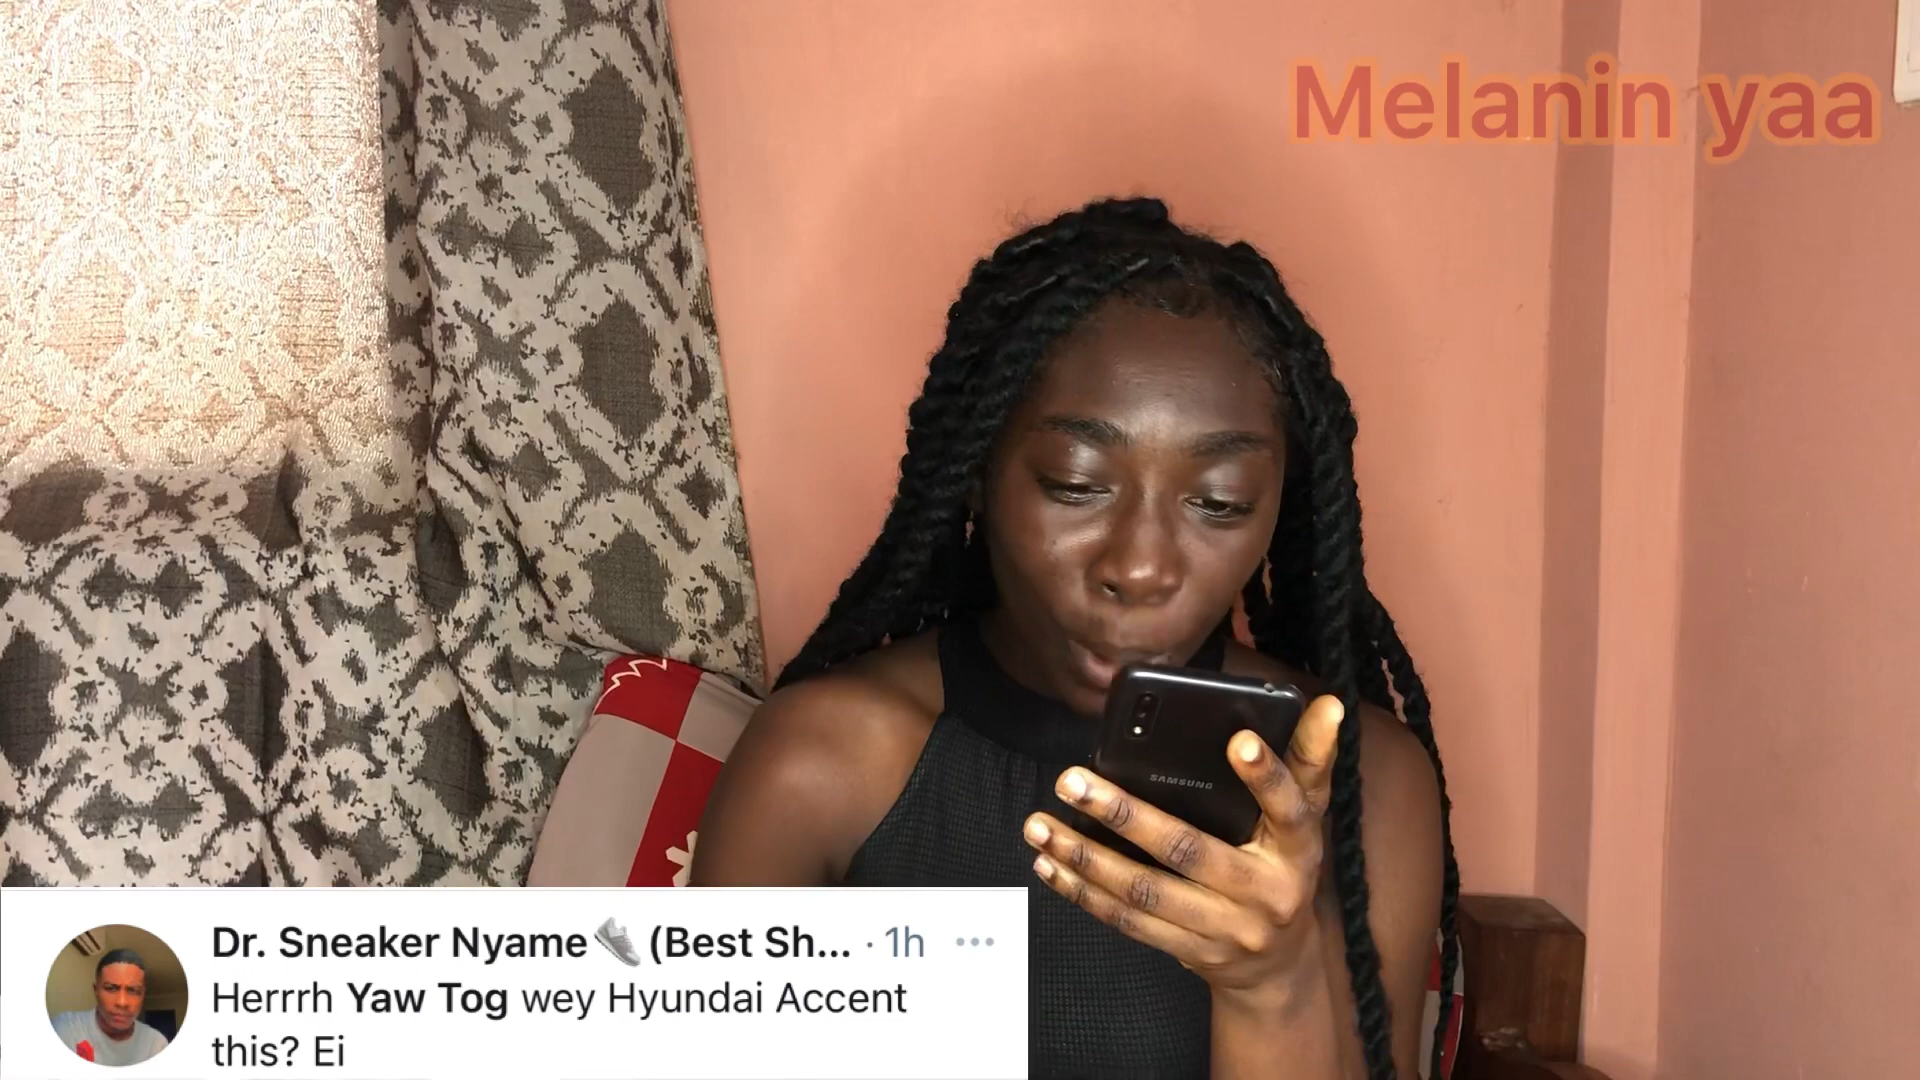 Melanin yaa
SAMSUNG
Dr. Sneaker Nyame👟 (Best Sh... · 1h
Herrrh Yaw Tog wey Hyundai Accent
this? Ei